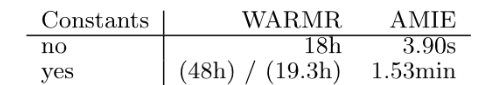 Constants WARMR AMIE
no 18h 3.90s
yes (48h) / (19.3h) 1.53min